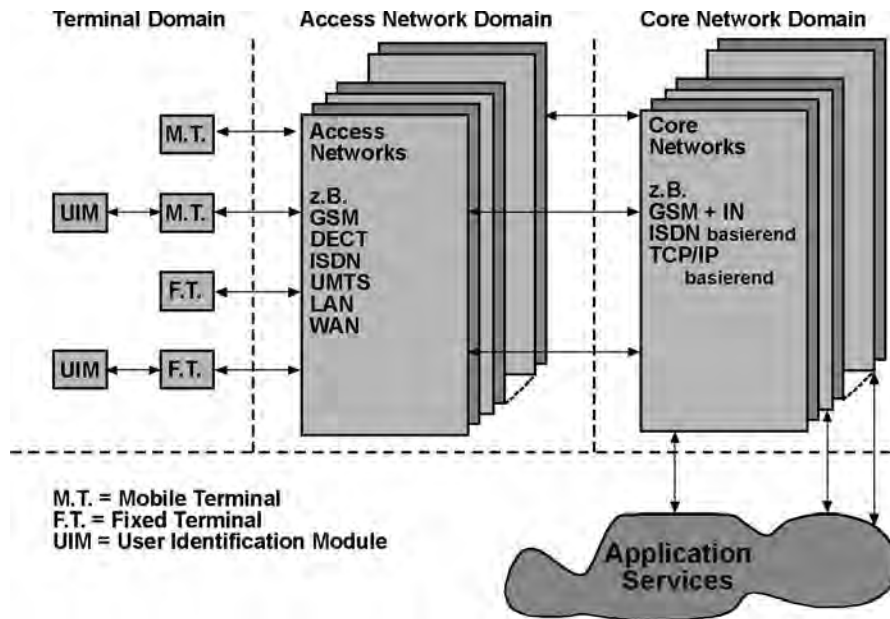 Terminal Domain
Access Network Domain
Core Network Domain
M.T.
UIM
M.T.
F.T.
UIM
F.T.
Access
Networks
z.B.
GSM
DECT
ISDN
UMTS
LAN
WAN
Core
Networks
z.B.
GSM + IN
ISDN basierend
TCP/IP
basierend
M.T. = Mobile Terminal
F.T. = Fixed Terminal
UIM = User Identification Module
Application
Services